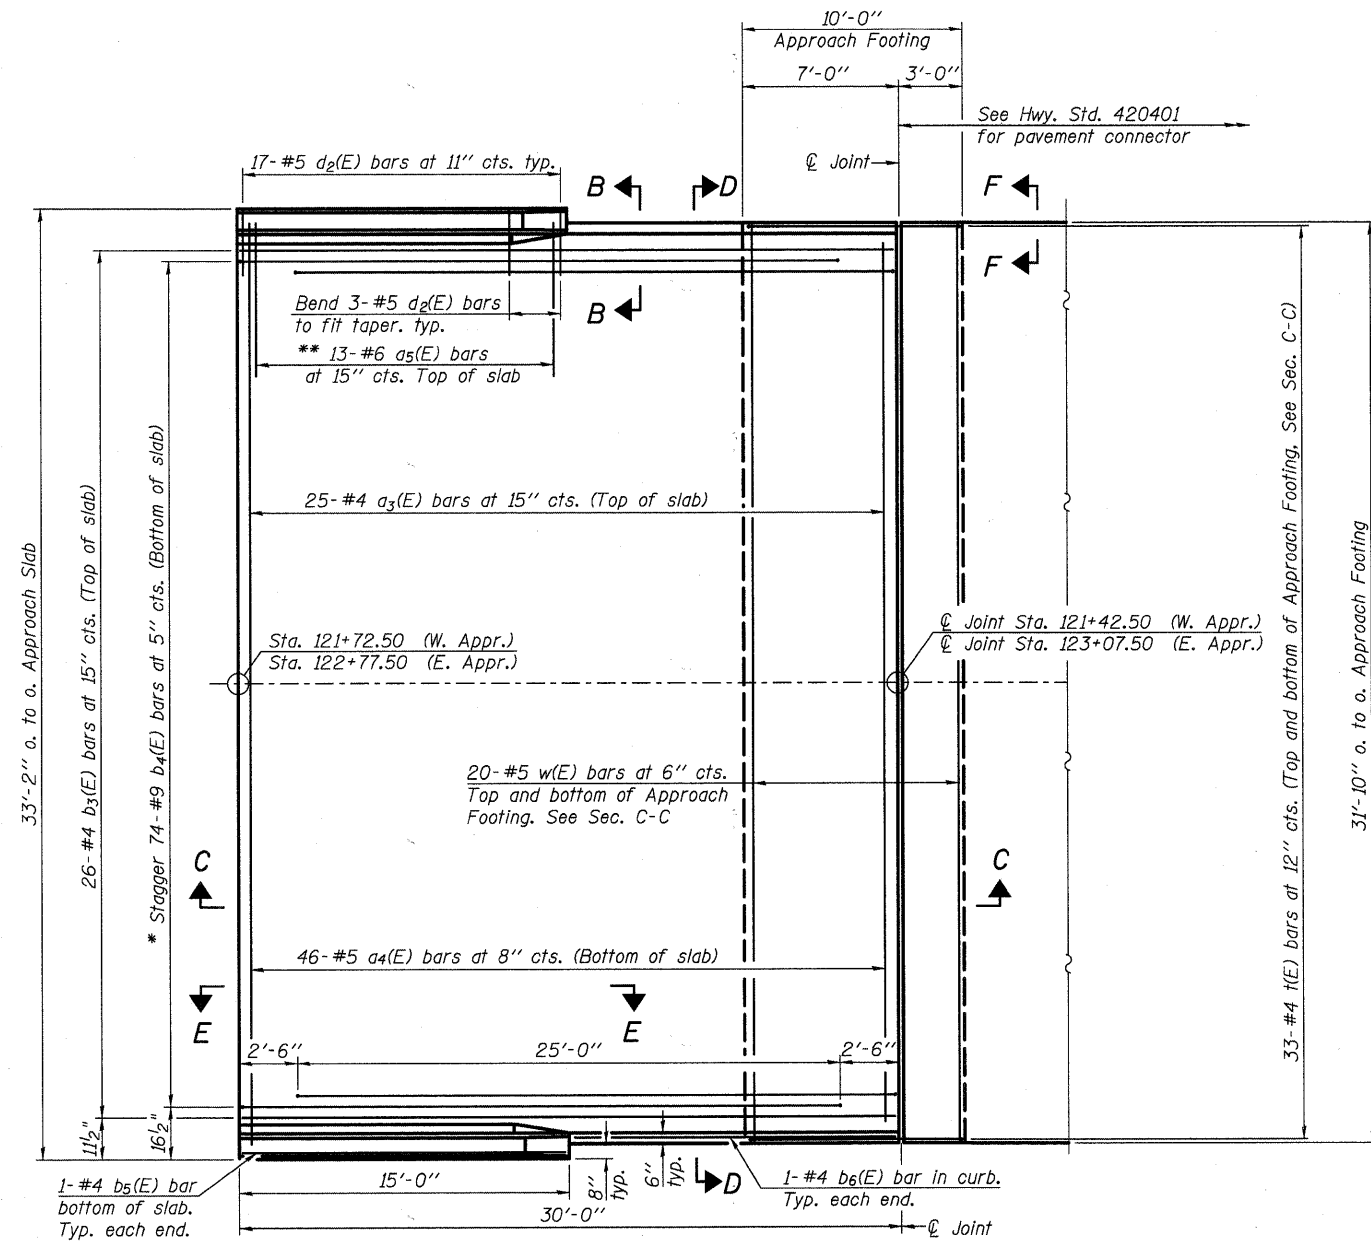 10'-0"
Approach Footing
7'-0"
3'-0"
See Hwy. Std. 420401
for pavement connector
℄ Joint
17-#5 d2(E) bars at 11" cts. typ.
B
D
F
F
B
Bend 3-#5 d2(E) bars
to fit taper. typ.
** 13-#6 a5(E) bars
at 15" cts. Top of slab
33'-2" o. to o. Approach Slab
26-#4 b3(E) bars at 15" cts. (Top of slab)
* Stagger 74-#9 b4(E) bars at 5" cts. (Bottom of slab)
25-#4 a3(E) bars at 15" cts. (Top of slab)
33-#4 t(E) bars at 12" cts. (Top and bottom of Approach Footing, See Sec. C-C)
31'-10" o. to o. Approach Footing
Sta. 121+72.50 (W. Appr.)
Sta. 122+77.50 (E. Appr.)
℄ Joint Sta. 121+42.50 (W. Appr.)
℄ Joint Sta. 123+07.50 (E. Appr.)
20-#5 w(E) bars at 6" cts.
Top and bottom of Approach
Footing. See Sec. C-C
C
C
46-#5 a4(E) bars at 8" cts. (Bottom of slab)
E
E
2'-6"
25'-0"
2'-6"
11½"
16½"
1-#4 b5(E) bar
bottom of slab.
Typ. each end.
15'-0"
8"
typ.
6"
typ.
D
1-#4 b6(E) bar in curb.
Typ. each end.
30'-0"
℄ Joint